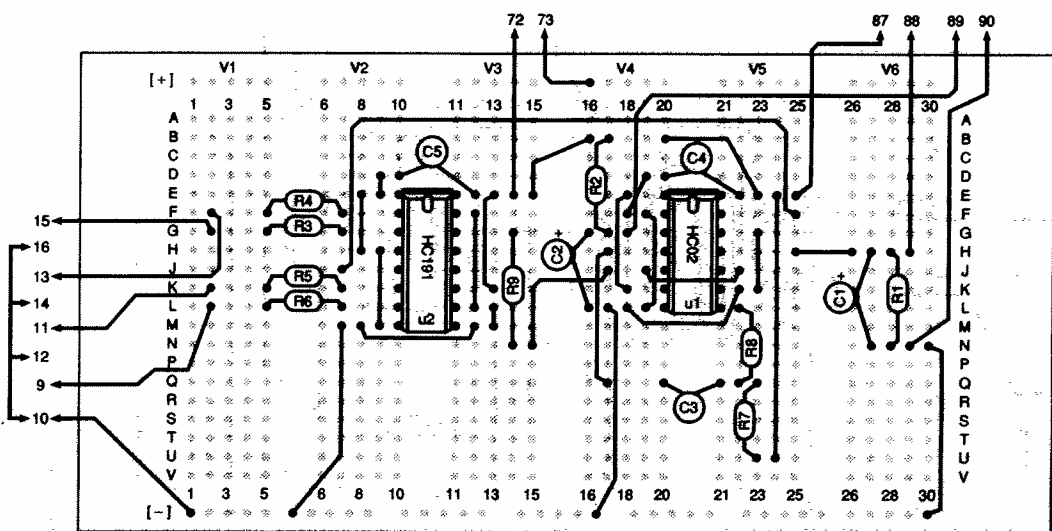 72 73 87 88 89 90
V1 V2 V3 V4 V5 V6
[+]
1 3 5 6 8 10 11 13 15 16 18 20 21 23 25 26 28 30
A A
B B
C C
C5 C4
D D
E E
R4 R2
F F
15
G G
R3
16
H H
HC191 C2 + HC02
13
J J
R5 R9 + C1 R1
K K
14
R6 u1
L L
11
M M
u2
N N
12
R8
P P
9
Q Q
R R
C3
10
S S
R7
T T
U U
V V
1 3 5 6 8 10 11 13 15 16 18 20 21 23 25 26 28 30
[-]